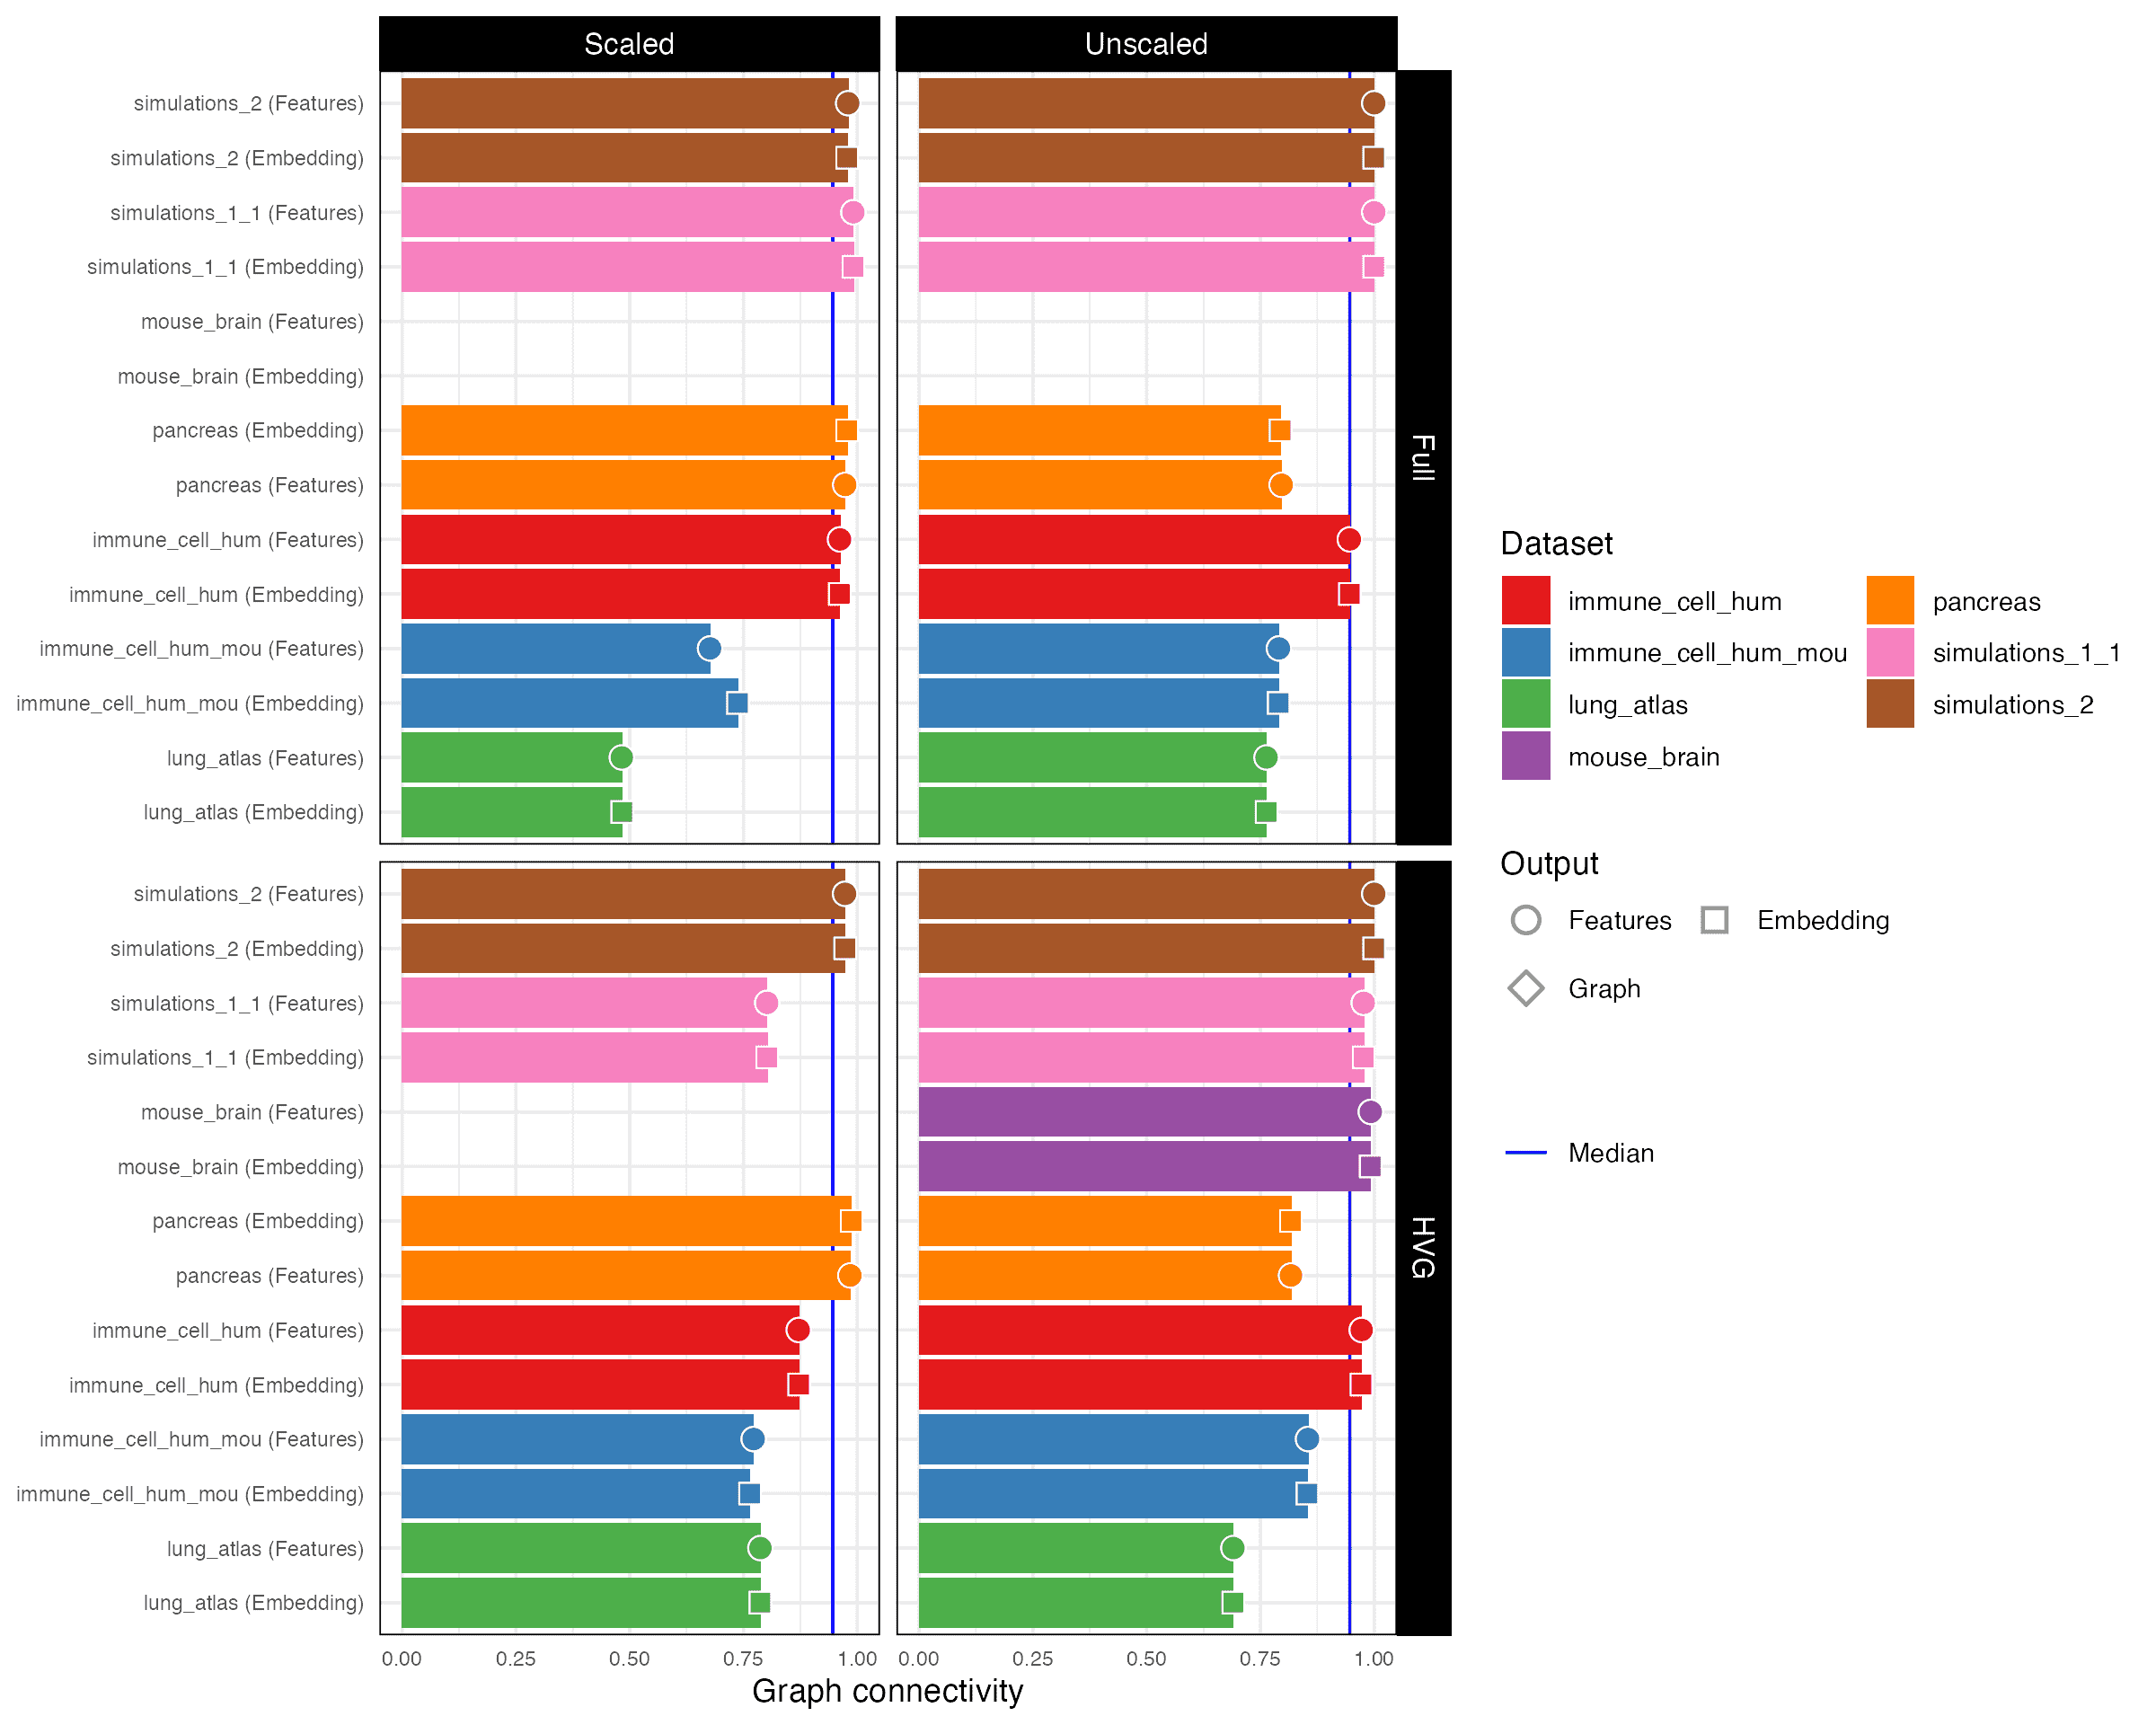 Scaled
Unscaled
simulations_2 (Features)
simulations_2 (Embedding)
simulations_1_1 (Features)
simulations_1_1 (Embedding)
mouse_brain (Features)
mouse_brain (Embedding)
pancreas (Embedding)
pancreas (Features)
immune_cell_hum (Features)
immune_cell_hum (Embedding)
immune_cell_hum_mou (Features)
immune_cell_hum_mou (Embedding)
lung_atlas (Features)
lung_atlas (Embedding)
Full
simulations_2 (Features)
simulations_2 (Embedding)
simulations_1_1 (Features)
simulations_1_1 (Embedding)
mouse_brain (Features)
mouse_brain (Embedding)
pancreas (Embedding)
pancreas (Features)
immune_cell_hum (Features)
immune_cell_hum (Embedding)
immune_cell_hum_mou (Features)
immune_cell_hum_mou (Embedding)
lung_atlas (Features)
lung_atlas (Embedding)
HVG
0.00 0.25 0.50 0.75 1.00
0.00 0.25 0.50 0.75 1.00
Graph connectivity
Dataset
immune_cell_hum
immune_cell_hum_mou
lung_atlas
mouse_brain
pancreas
simulations_1_1
simulations_2
Output
Features
Embedding
Graph
Median